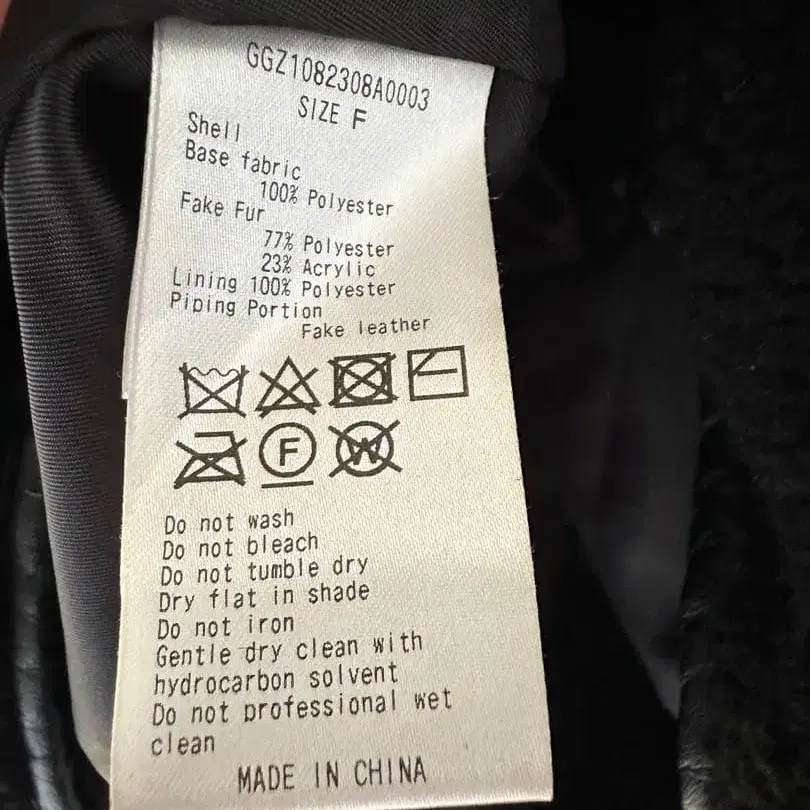 GGZ1082308A0003
SIZE F
Shell
Base fabric
100% Polyester
Fake Fur
77% Polyester
23% Acrylic
Lining 100% Polyester
Piping Portion
Fake leather
F W
Do not wash
Do not bleach
Do not tumble dry
Dry flat in shade
Do not iron
Gentle dry clean with
hydrocarbon solvent
Do not professional wet
clean
MADE IN CHINA